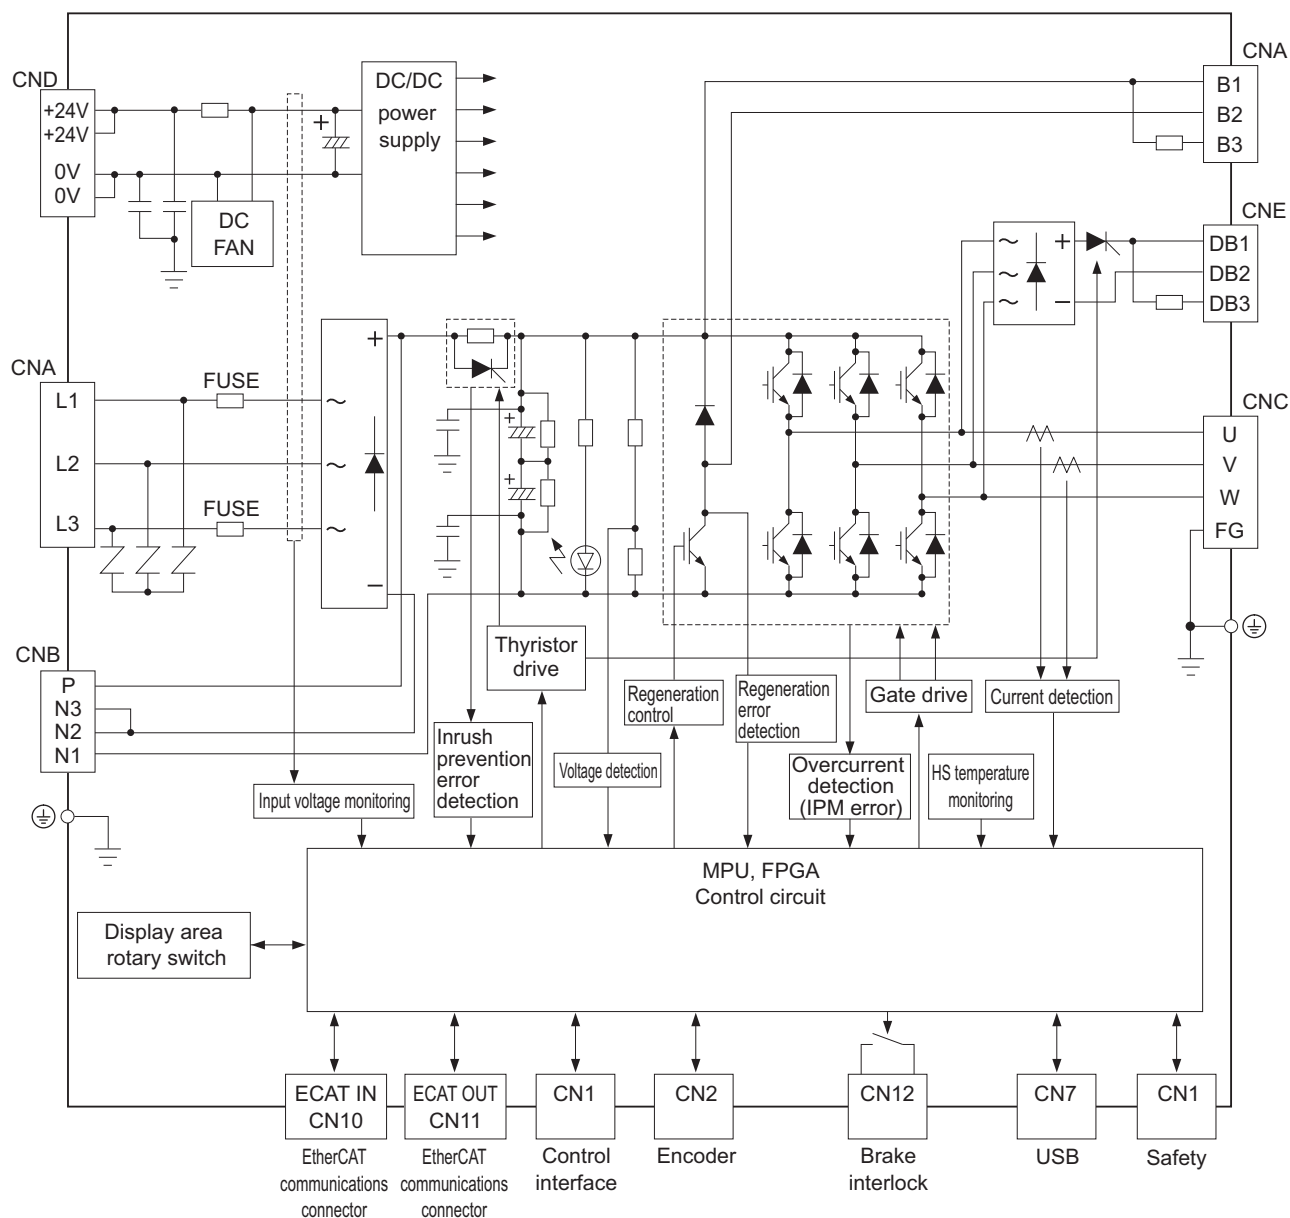 CND
+24V
+24V
0V
0V
DC
FAN
+
DC/DC
power
supply
CNA
B1
B2
B3
CNE
DB1
DB2
DB3
+
−
~
~
~
CNA
L1
L2
L3
FUSE
FUSE
+
~
~
~
−
+
+
CNC
U
V
W
FG
CNB
P
N3
N2
N1
Thyristor
drive
Inrush
prevention
error
detection
Input voltage monitoring
Voltage detection
Regeneration
control
Regeneration
error
detection
Overcurrent
detection
(IPM error)
Gate drive
Current detection
HS temperature
monitoring
MPU, FPGA
Control circuit
Display area
rotary switch
ECAT IN
CN10
ECAT OUT
CN11
CN1
CN2
CN12
CN7
CN1
EtherCAT
communications
connector
EtherCAT
communications
connector
Control
interface
Encoder
Brake
interlock
USB
Safety